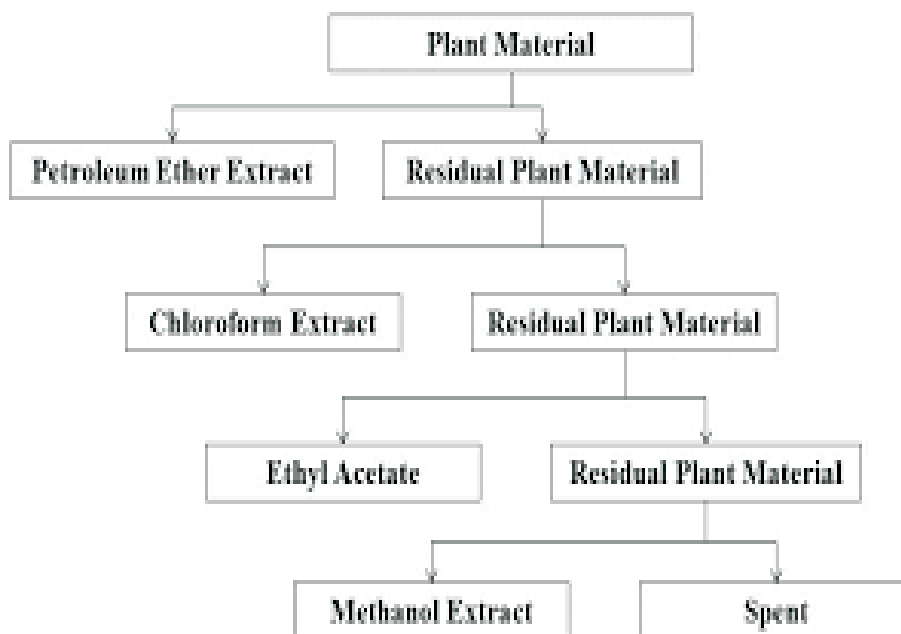 Plant Material
Petroleum Ether Extract
Residual Plant Material
Chloroform Extract
Residual Plant Material
Ethyl Acetate
Residual Plant Material
Methanol Extract
Spent